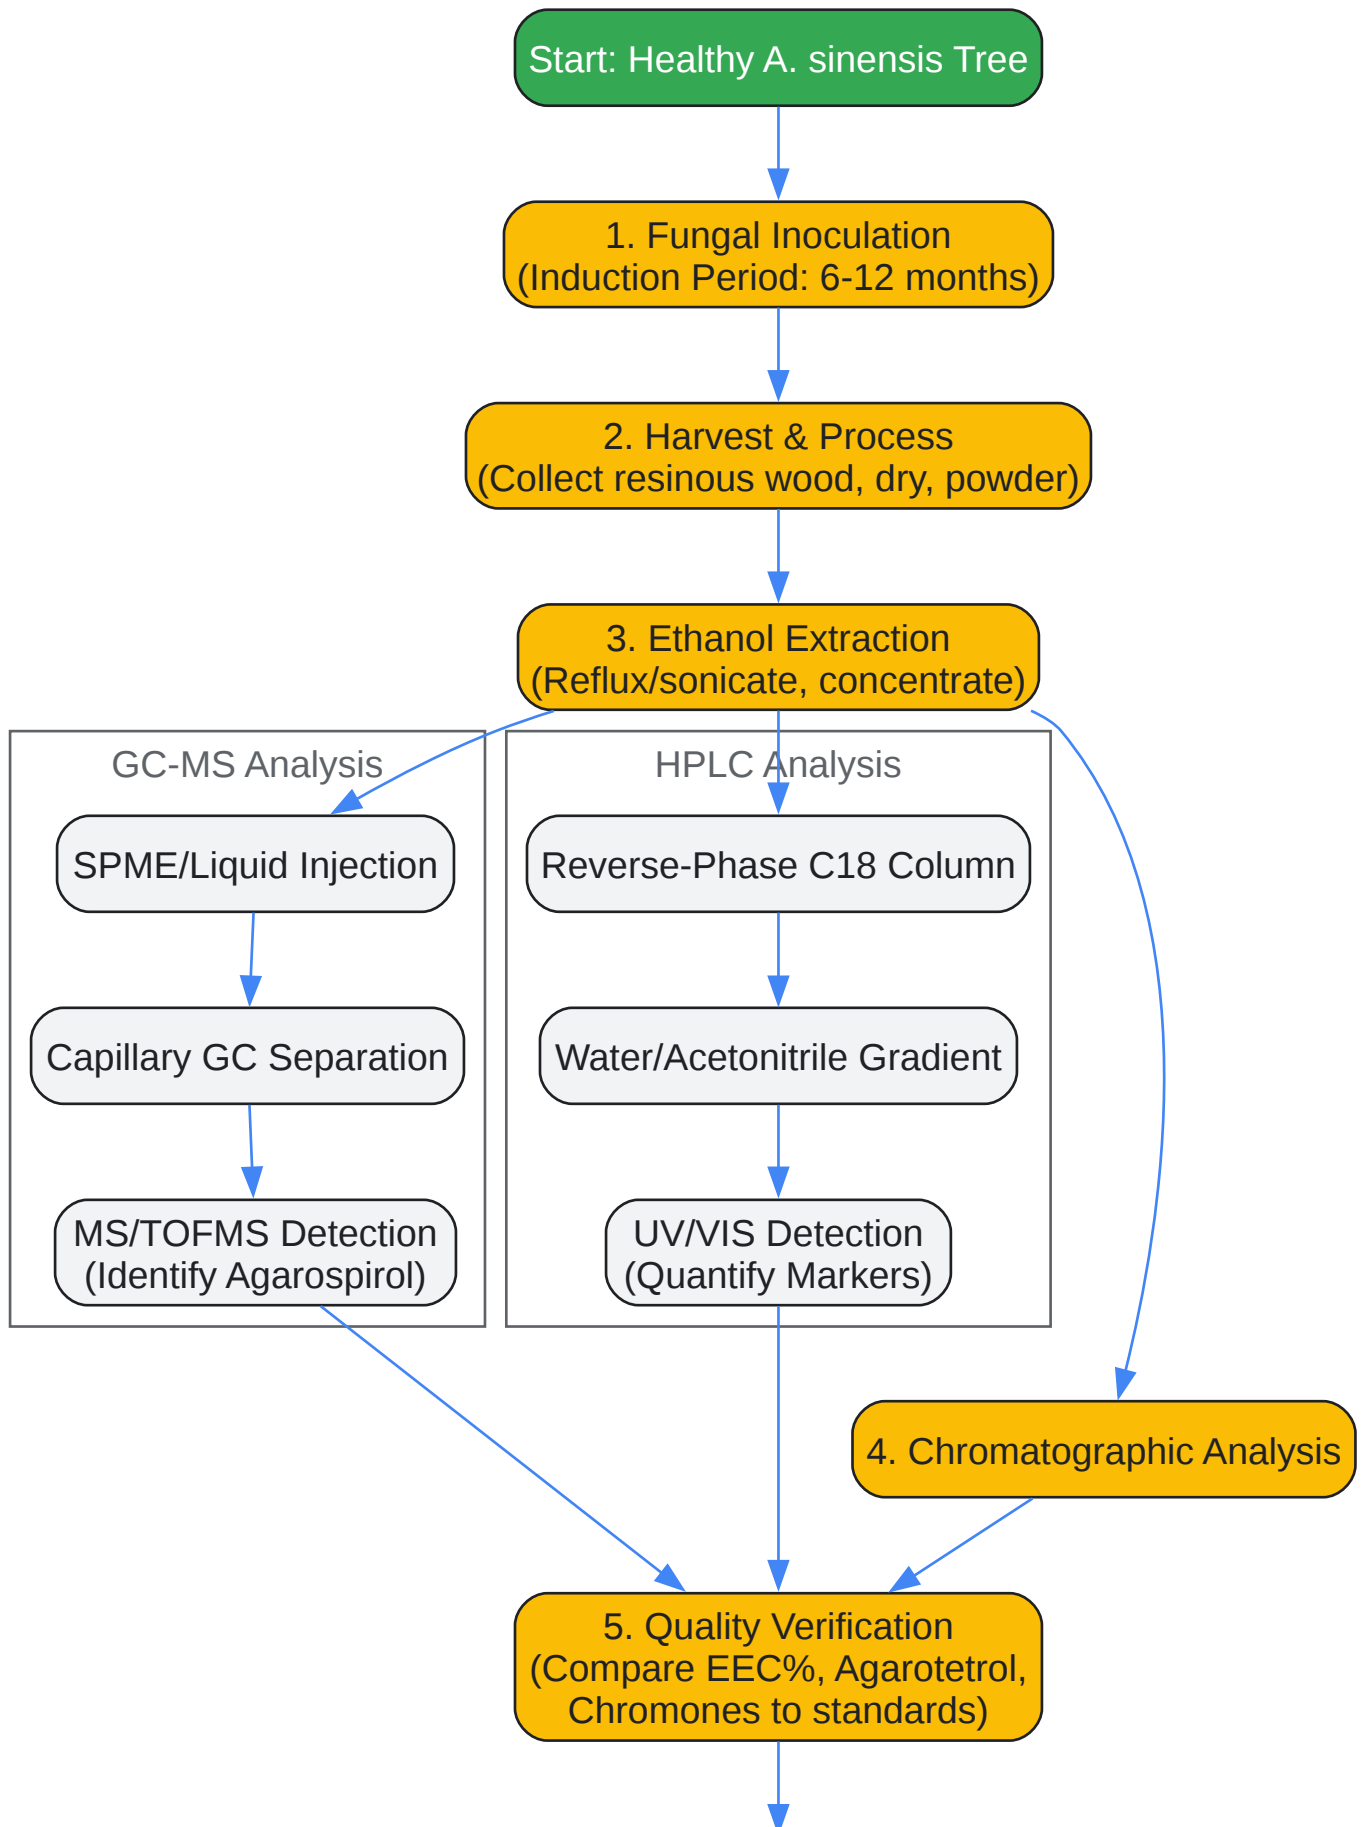 Start: Healthy A. sinensis Tree
1. Fungal Inoculation
(Induction Period: 6-12 months)
2. Harvest & Process
(Collect resinous wood, dry, powder)
3. Ethanol Extraction
(Reflux/sonicate, concentrate)
GC-MS Analysis
SPME/Liquid Injection
Capillary GC Separation
MS/TOFMS Detection
(Identify Agarospirol)
HPLC Analysis
Reverse-Phase C18 Column
Water/Acetonitrile Gradient
UV/VIS Detection
(Quantify Markers)
4. Chromatographic Analysis
5. Quality Verification
(Compare EEC%, Agarotetrol,
Chromones to standards)